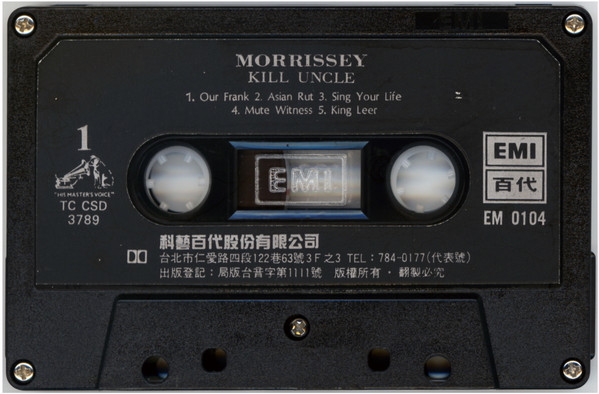 EMI
MORRISSEY
KILL UNCLE
1. Our Frank 2. Asian Rut 3. Sing Your Life
4. Mute Witness 5. King Leer
1
"HIS MASTER'S VOICE"
TC CSD
3789
EMI
EMI
百代
EM 0104
科藝百代股份有限公司
台北市仁愛路四段122巷63號3F之3 TEL：784-0177(代表號)
出版登記：局版台音字第1111號 版權所有·翻製必究